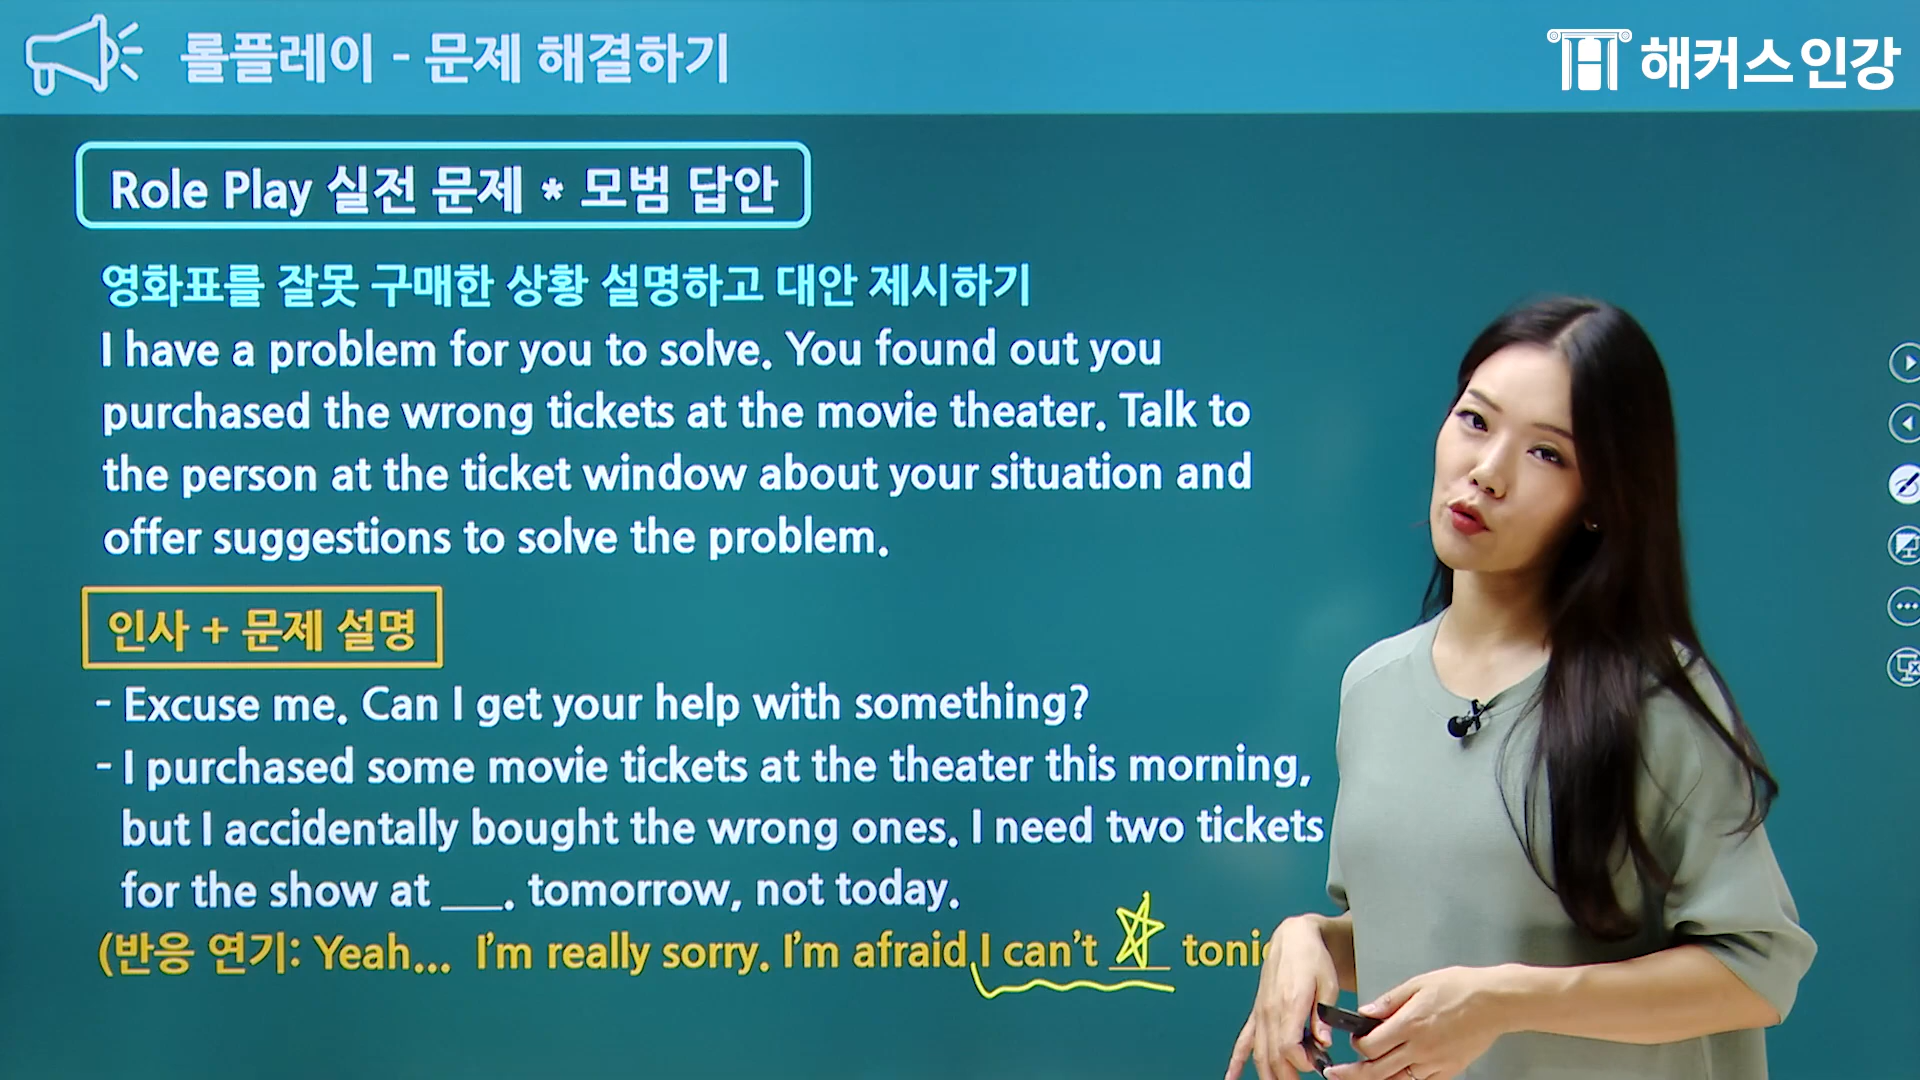 롤플레이 - 문제 해결하기
해커스인강
Role Play 실전 문제 * 모범 답안
영화표를 잘못 구매한 상황 설명하고 대안 제시하기
I have a problem for you to solve. You found out you
purchased the wrong tickets at the movie theater. Talk to
the person at the ticket window about your situation and
offer suggestions to solve the problem.
인사 + 문제 설명
- Excuse me. Can I get your help with something?
- I purchased some movie tickets at the theater this morning,
but I accidentally bought the wrong ones. I need two tickets
for the show at ___. tomorrow, not today.
(반응 연기: Yeah... I'm really sorry. I'm afraid I can't ___